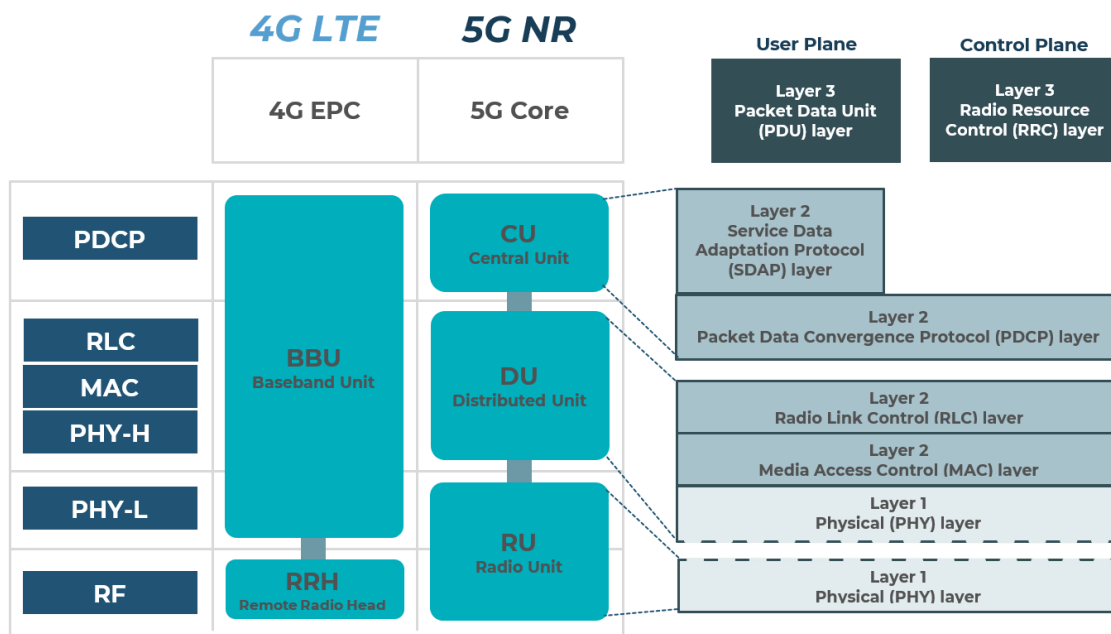 4G LTE
5G NR
User Plane
Control Plane
4G EPC
5G Core
Layer 3
Packet Data Unit
(PDU) layer
Layer 3
Radio Resource
Control (RRC) layer
PDCP
RLC
MAC
PHY-H
PHY-L
RF
BBU
Baseband Unit
RRH
Remote Radio Head
CU
Central Unit
DU
Distributed Unit
RU
Radio Unit
Layer 2
Service Data
Adaptation Protocol
(SDAP) layer
Layer 2
Packet Data Convergence Protocol (PDCP) layer
Layer 2
Radio Link Control (RLC) layer
Layer 2
Media Access Control (MAC) layer
Layer 1
Physical (PHY) layer
Layer 1
Physical (PHY) layer